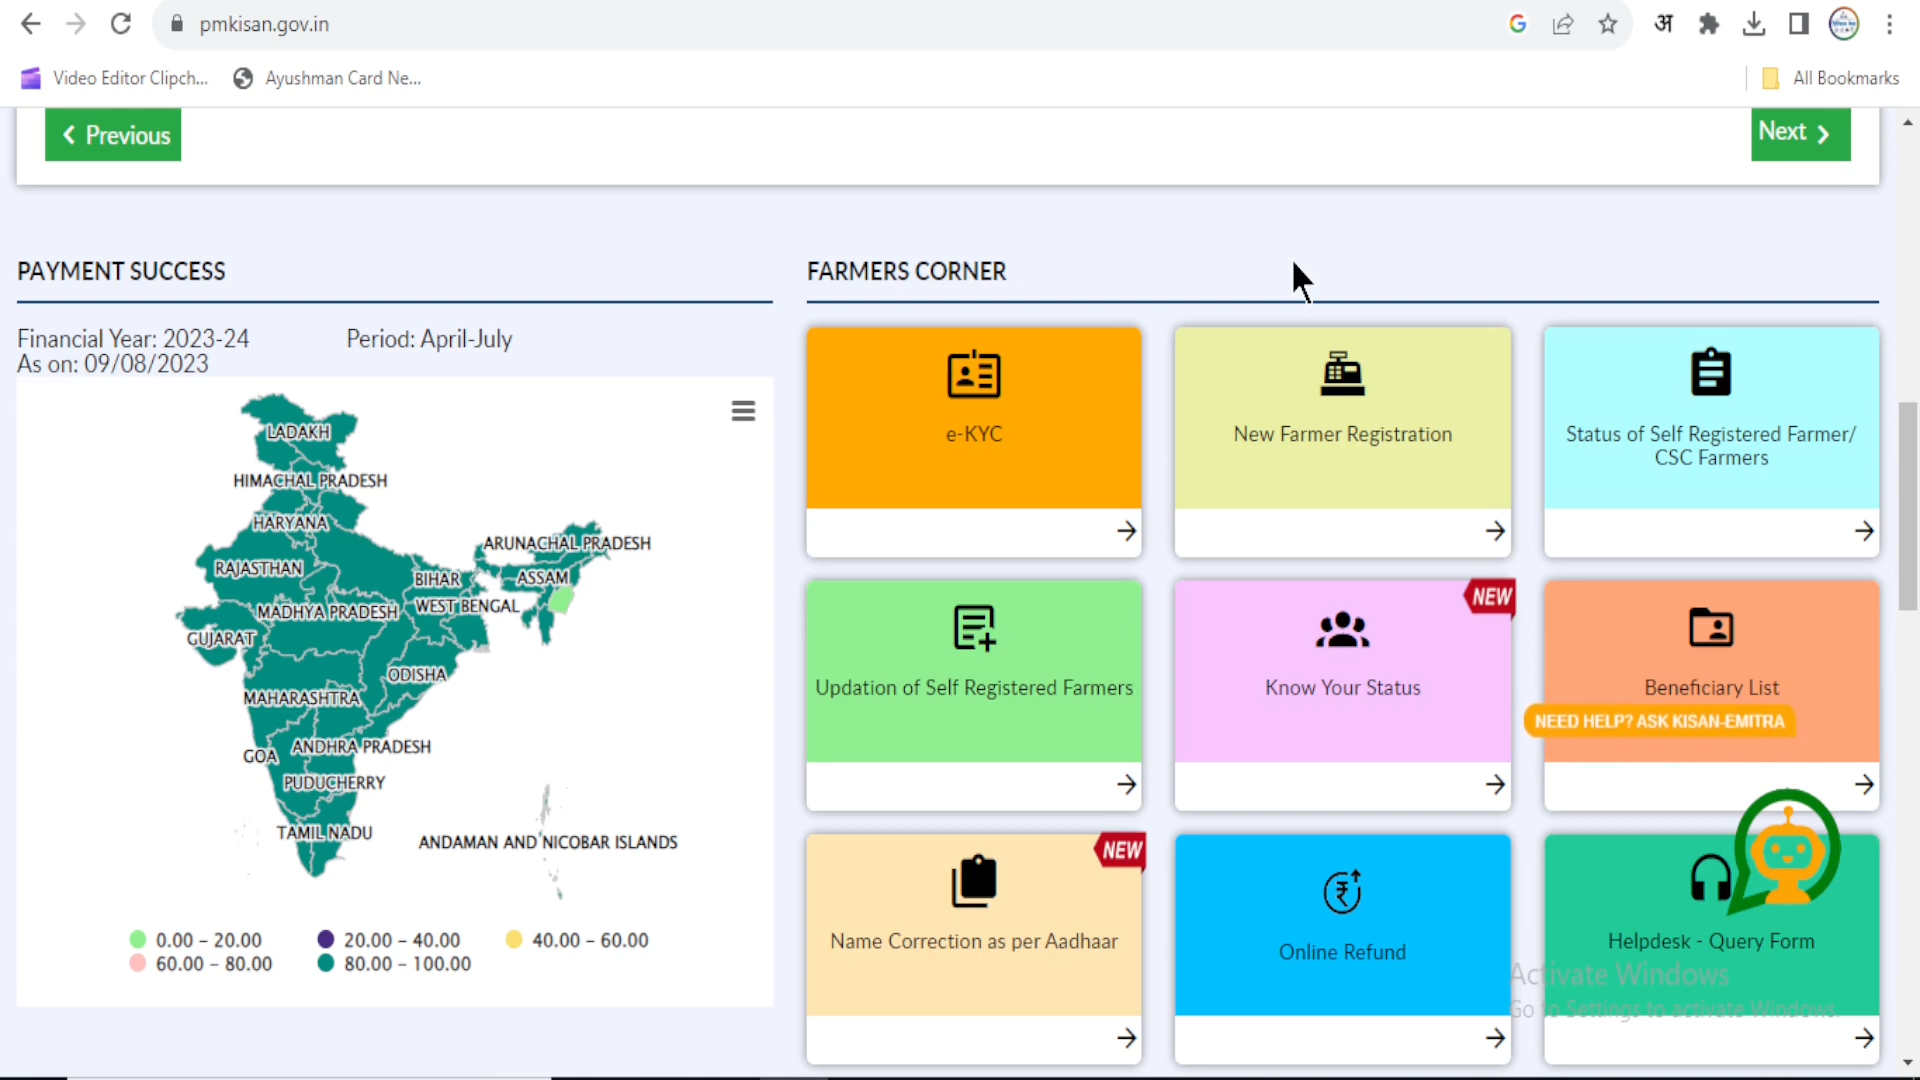 pmkisan.gov.in
अ
Video Editor Clipch...
Ayushman Card Ne...
All Bookmarks
Previous
Next
PAYMENT SUCCESS
Financial Year: 2023-24
Period: April-July
As on: 09/08/2023
LADAKH
HIMACHAL PRADESH
HARYANA
ARUNACHAL PRADESH
RAJASTHAN
BIHAR
ASSAM
MADHYA PRADESH
WEST BENGAL
GUJARAT
ODISHA
MAHARASHTRA
ANDHRA PRADESH
GOA
PUDUCHERRY
TAMIL NADU
ANDAMAN AND NICOBAR ISLANDS
0.00 - 20.00
20.00 - 40.00
40.00 - 60.00
60.00 - 80.00
80.00 - 100.00
FARMERS CORNER
e-KYC
New Farmer Registration
Status of Self Registered Farmer/
CSC Farmers
Updation of Self Registered Farmers
NEW
Know Your Status
Beneficiary List
NEED HELP? ASK KISAN-EMITRA
NEW
Name Correction as per Aadhaar
Online Refund
Helpdesk - Query Form
Activate Windows
Go to Settings to activate Windows.